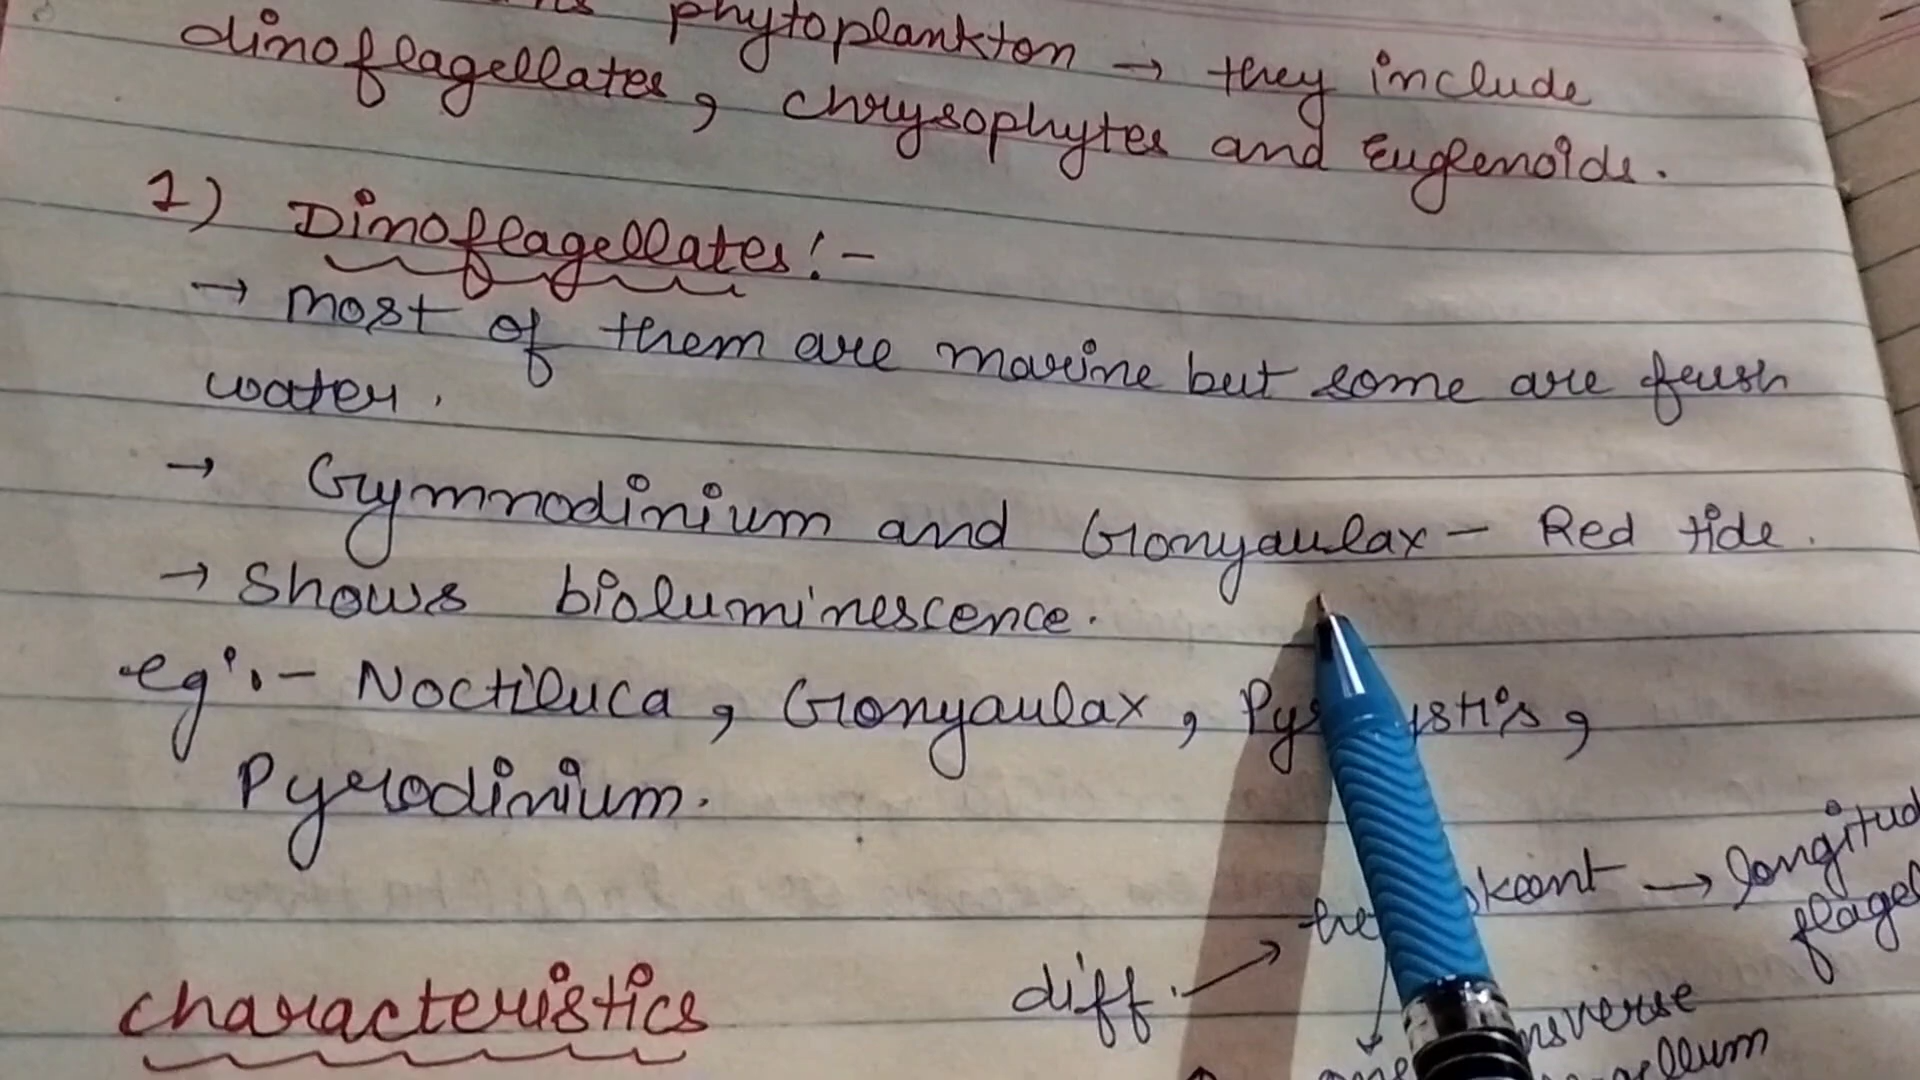 phytoplankton → they include
dinoflagellates, chrysophytes and Euglenoids.
1) Dinoflagellates:-
→ most of them are marine but some are fresh
water.
→ Gymnodinium and Gonyaulax - Red tide.
→ Shows bioluminescence.
eg:- Noctiluca, Gonyaulax,
Pyrodinium.
→ longitud
flagel
diff. →
characteristics